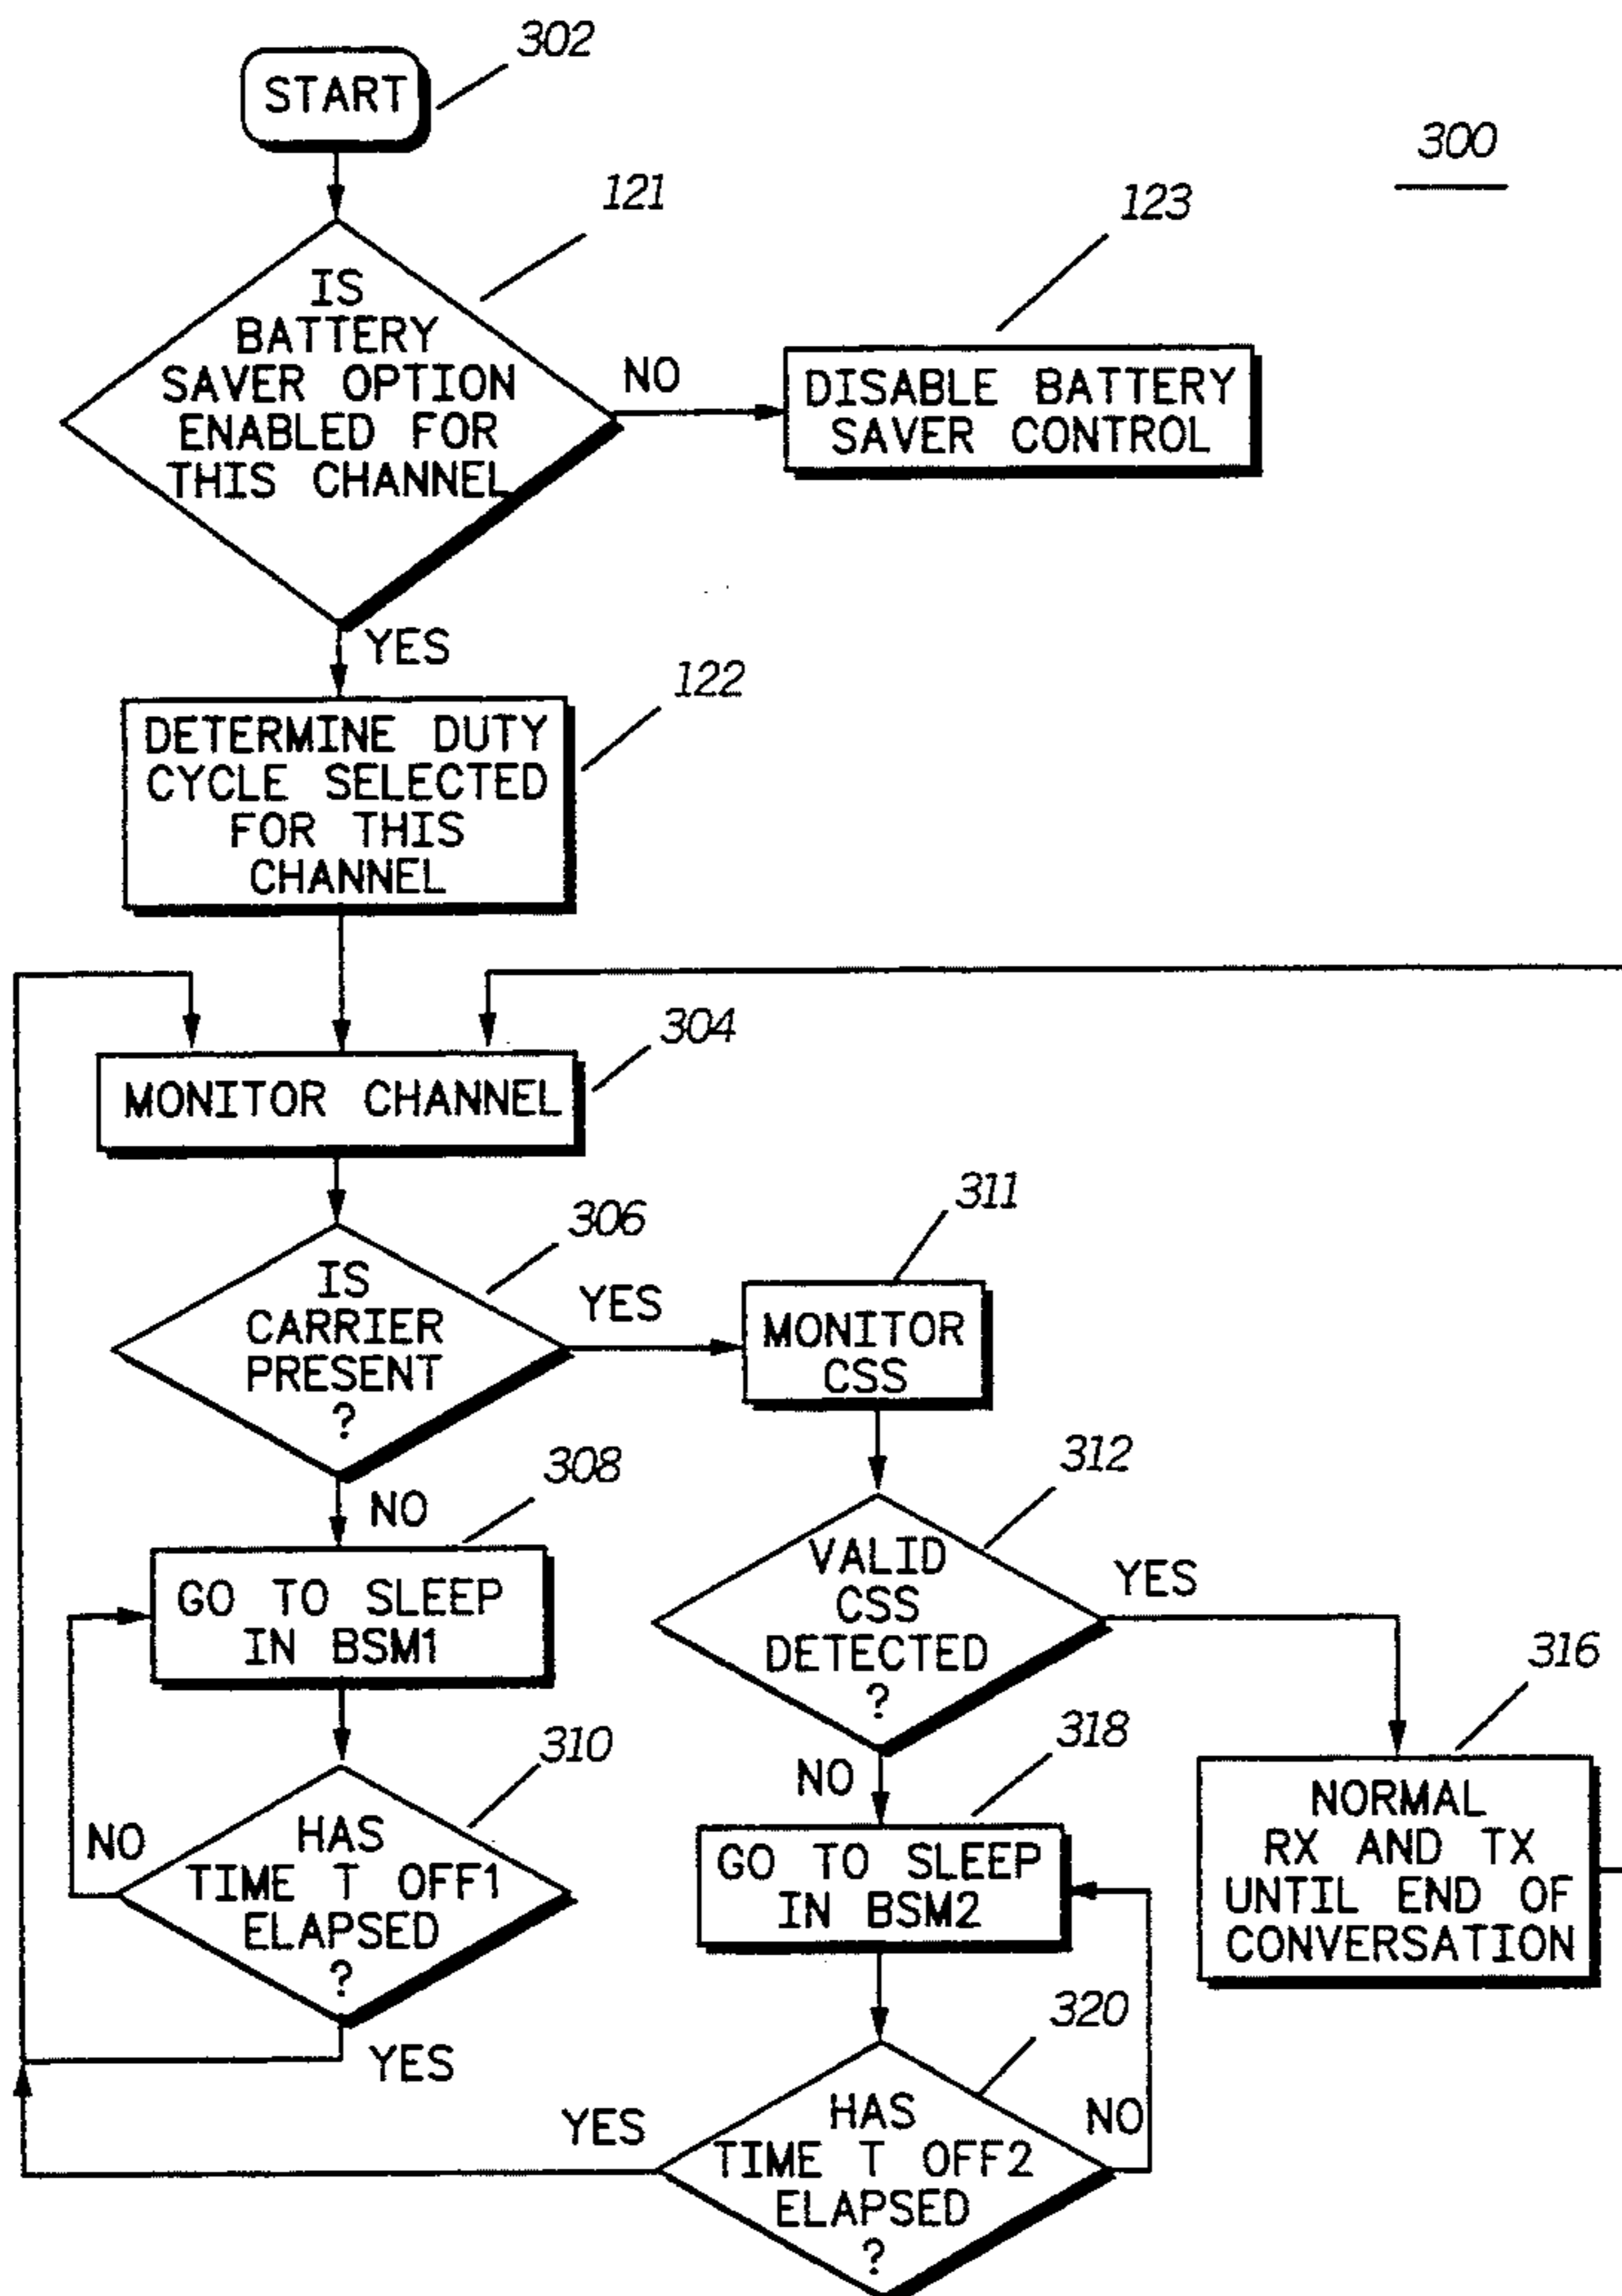 302
START
300
121
123
IS
BATTERY
SAVER OPTION
ENABLED FOR
THIS CHANNEL
NO
DISABLE BATTERY
SAVER CONTROL
YES
122
DETERMINE DUTY
CYCLE SELECTED
FOR THIS
CHANNEL
304
MONITOR CHANNEL
306
311
IS
CARRIER
PRESENT
?
YES
MONITOR
CSS
312
308
NO
VALID
CSS
DETECTED
?
YES
GO TO SLEEP
IN BSM1
316
318
310
NO
NORMAL
RX AND TX
UNTIL END OF
CONVERSATION
HAS
TIME T OFF1
ELAPSED
?
NO
GO TO SLEEP
IN BSM2
320
YES
HAS
TIME T OFF2
ELAPSED
?
YES
NO